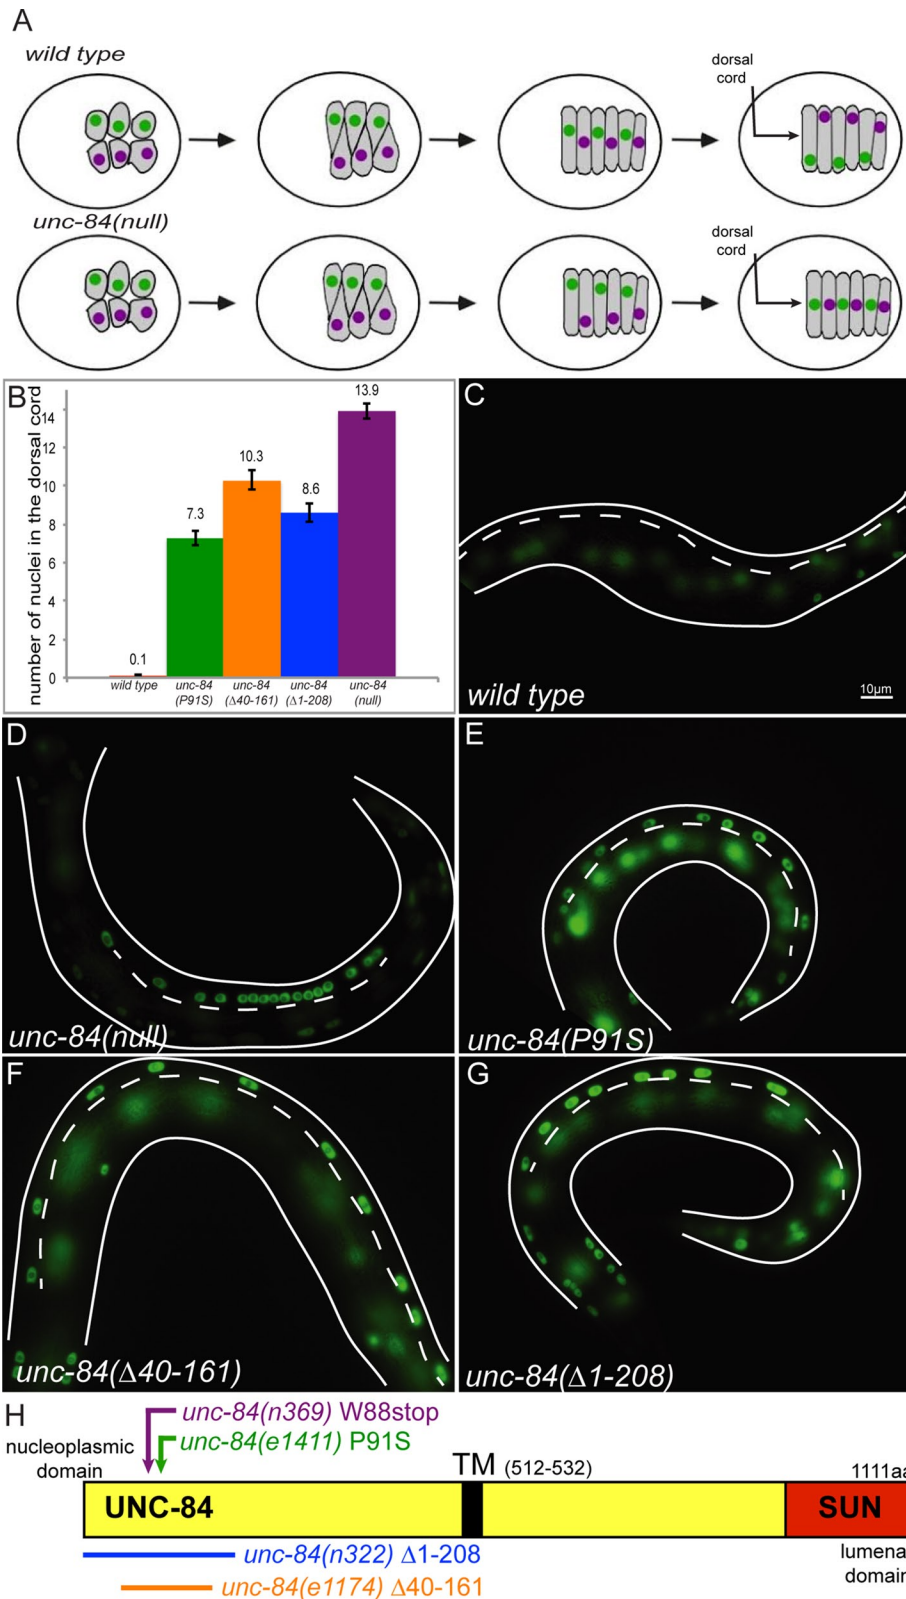 A
wild type
dorsal
cord
unc-84(null)
dorsal
cord
B
number of nuclei in the dorsal cord
14
12
10
8
6
4
2
0
0.1
7.3
10.3
8.6
13.9
wild type
unc-84
(P91S)
unc-84
(Δ40-161)
unc-84
(Δ1-208)
unc-84
(null)
C
wild type
10µm
D
unc-84(null)
E
unc-84(P91S)
F
unc-84(Δ40-161)
G
unc-84(Δ1-208)
H
unc-84(n369) W88stop
unc-84(e1411) P91S
nucleoplasmic
domain
TM (512-532)
1111aa
UNC-84
SUN
unc-84(n322) Δ1-208
lumenal
domain
unc-84(e1174) Δ40-161